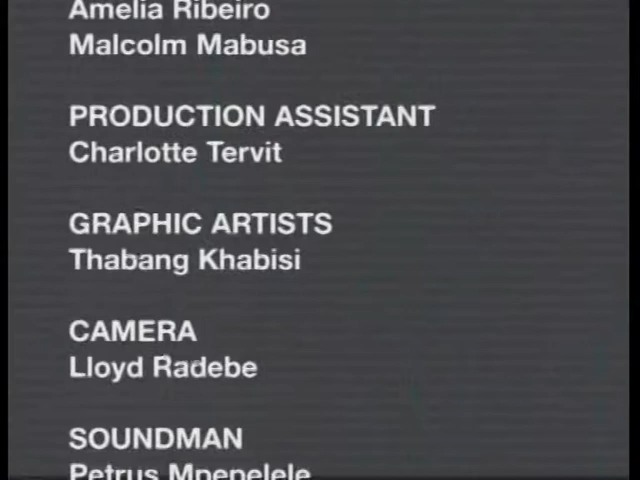 Amelia Ribeiro
Malcolm Mabusa
PRODUCTION ASSISTANT
Charlotte Tervit
GRAPHIC ARTISTS
Thabang Khabisi
CAMERA
Lloyd Radebe
SOUNDMAN
Petrus Mpepelele